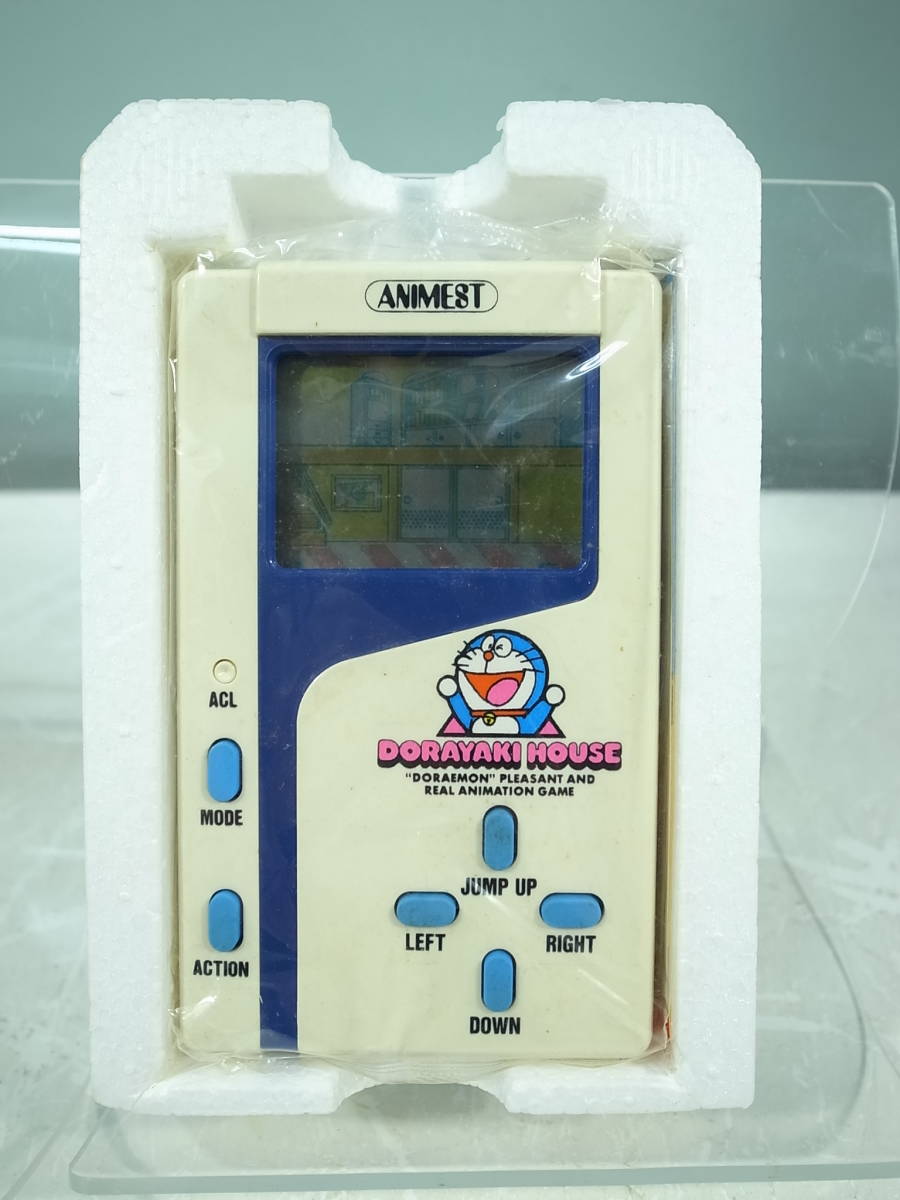 ANIMEST
ACL
MODE
ACTION
DORAYAKI HOUSE
"DORAEMON" PLEASANT AND
REAL ANIMATION GAME
JUMP UP
LEFT
RIGHT
DOWN